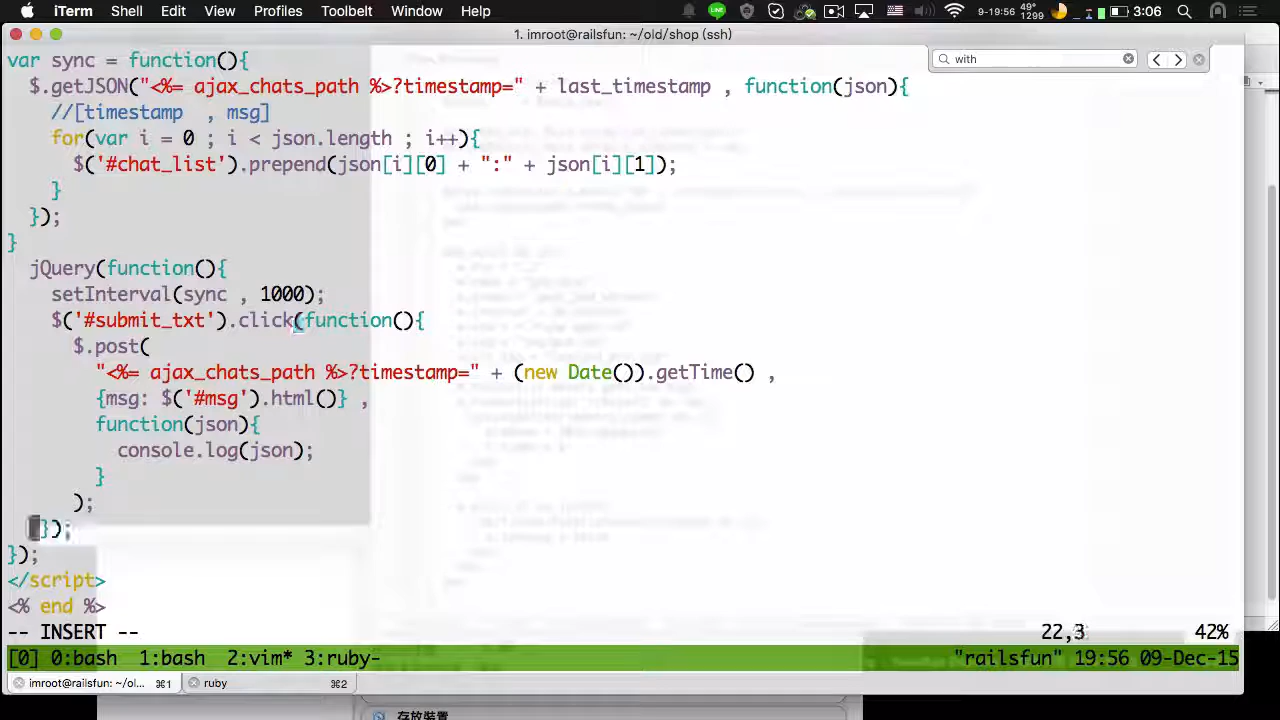 iTerm Shell Edit View Profiles Toolbelt Window Help 9-19:56 49° 1299 3:06
1. imroot@railsfun: ~/old/shop (ssh)
with
var sync = function(){
$.getJSON("<%= ajax_chats_path %>?timestamp=" + last_timestamp , function(json){
//[timestamp , msg]
for(var i = 0 ; i < json.length ; i++){
$('#chat_list').prepend(json[i][0] + ":" + json[i][1]);
}
});
}
jQuery(function(){
setInterval(sync , 1000);
$('#submit_txt').click(function(){
$.post(
"<%= ajax_chats_path %>?timestamp=" + (new Date()).getTime() ,
{msg: $('#msg').html()} ,
function(json){
console.log(json);
}
);
});
});
</script>
<% end %>
-- INSERT -- 22,3 42%
[0] 0:bash 1:bash 2:vim* 3:ruby- "railsfun" 19:56 09-Dec-15
imroot@railsfun: ~/ol... ⌘1 ruby ⌘2
存放裝置